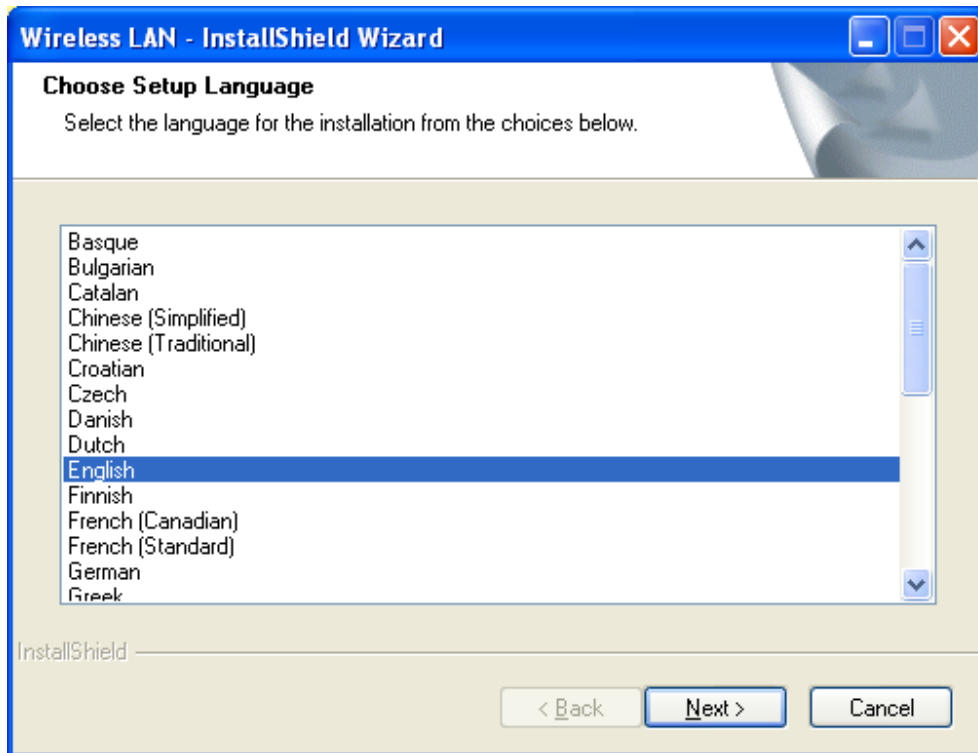 Wireless LAN - InstallShield Wizard
Choose Setup Language
Select the language for the installation from the choices below.
Basque
Bulgarian
Catalan
Chinese (Simplified)
Chinese (Traditional)
Croatian
Czech
Danish
Dutch
English
Finnish
French (Canadian)
French (Standard)
German
Greek
InstallShield
< Back
Next >
Cancel